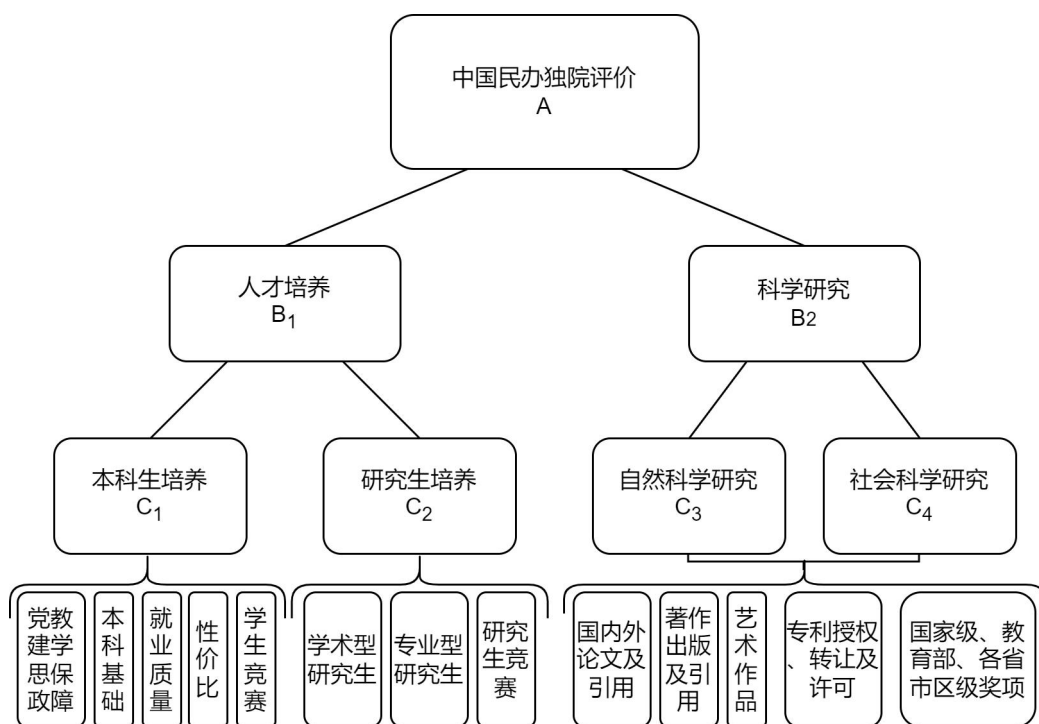 中国民办独院评价
A
人才培养
B1
科学研究
B2
本科生培养
C1
研究生培养
C2
自然科学研究
C3
社会科学研究
C4
党教
建学
思保
政障
本
科
基
础
就
业
质
量
性
价
比
学
生
竞
赛
学术型
研究生
专业型
研究生
研究
生竞
赛
国内外
论文及
引用
著作
出版
及引
用
艺
术
作
品
专利授权
、转让及
许可
国家级、教
育部、各省
市区级奖项